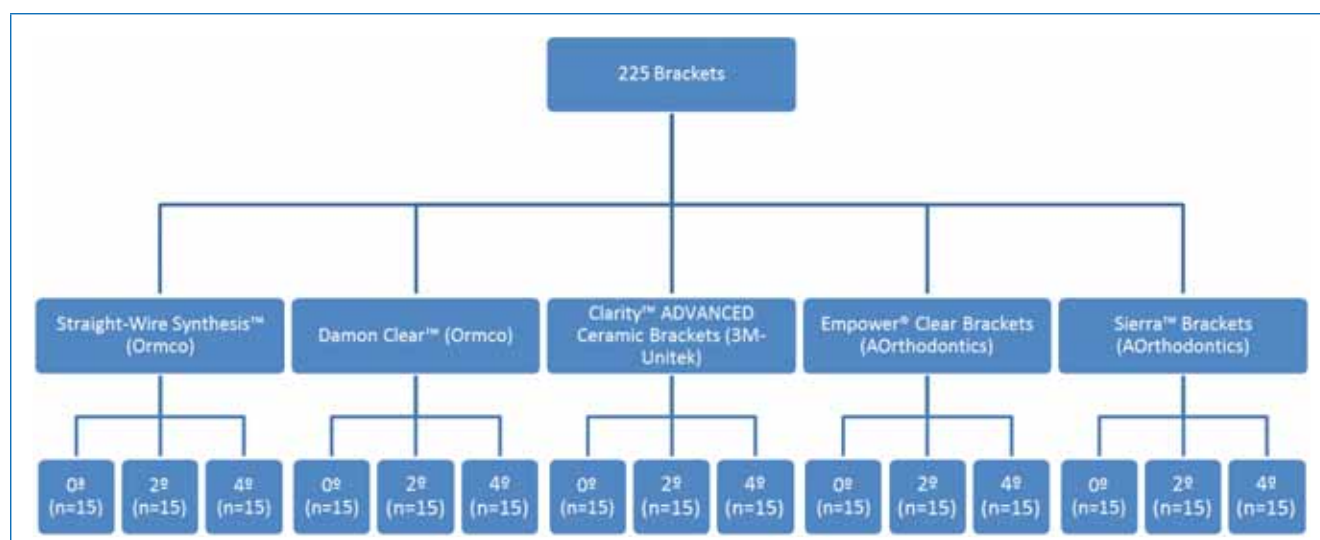 225 Brackets
Straight-Wire Synthesis™
(Ormco)
Damon Clear™ (Ormco)
Clarity™ ADVANCED
Ceramic Brackets (3M-
Unitek)
Empower® Clear Brackets
(AOrthodontics)
Sierra™ Brackets
(AOrthodontics)
0ª
(n=15)
2º
(n=15)
4º
(n=15)
0º
(n=15)
2º
(n=15)
4º
(n=15)
0º
(n=15)
2º
(n=15)
4º
(n=15)
0º
(n=15)
2º
(n=15)
4º
(n=15)
0º
(n=15)
2º
(n=15)
4º
(n=15)